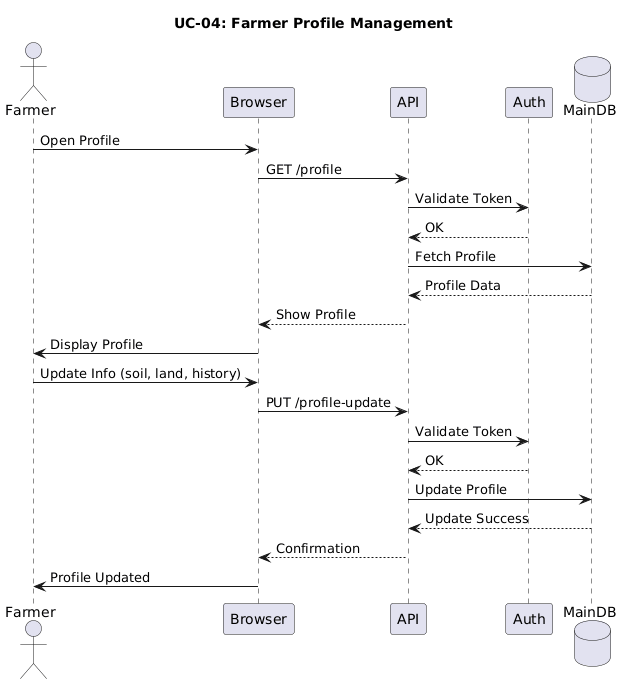 UC-04: Farmer Profile Management
Farmer
Browser
API
Auth
MainDB
Open Profile
GET /profile
Validate Token
OK
Fetch Profile
Profile Data
Show Profile
Display Profile
Update Info (soil, land, history)
PUT /profile-update
Validate Token
OK
Update Profile
Update Success
Confirmation
Profile Updated
Farmer
Browser
API
Auth
MainDB